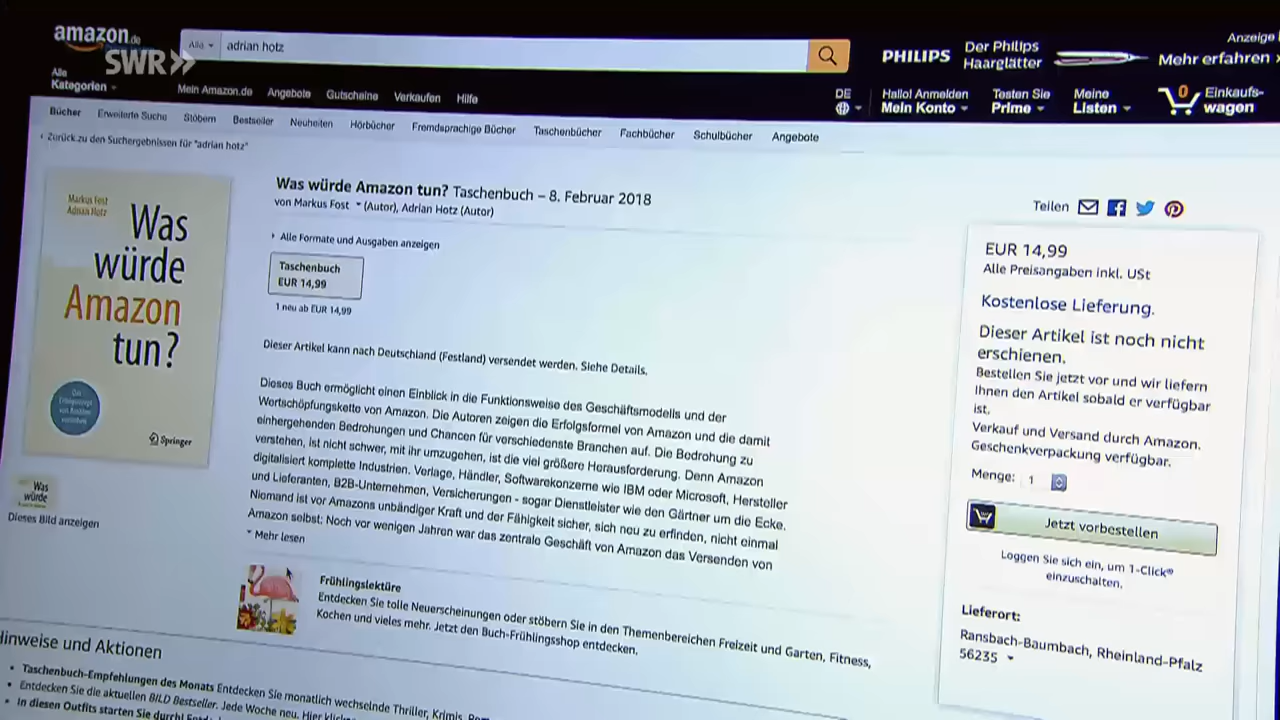 amazon.de
SWR
Alle
adrian hotz
PHILIPS
Der Philips
Haarglätter
Anzeige
Mehr erfahren
Alle
Kategorien
Mein Amazon.de
Angebote
Gutscheine
Verkaufen
Hilfe
DE
Hallo! Anmelden
Mein Konto
Testen Sie
Prime
Meine
Listen
0
Einkaufs-
wagen
Bücher
Erweiterte Suche
Stöbern
Bestseller
Neuheiten
Hörbücher
Fremdsprachige Bücher
Taschenbücher
Fachbücher
Schulbücher
Angebote
‹ Zurück zu den Suchergebnissen für "adrian hotz"
Markus Fost
Adrian Hotz
Was
würde
Amazon
tun?
Springer
Was
würde
Dieses Bild anzeigen
Was würde Amazon tun? Taschenbuch – 8. Februar 2018
von Markus Fost (Autor), Adrian Hotz (Autor)
Alle Formate und Ausgaben anzeigen
Taschenbuch
EUR 14,99
1 neu ab EUR 14,99
Dieser Artikel kann nach Deutschland (Festland) versendet werden. Siehe Details.
Dieses Buch ermöglicht einen Einblick in die Funktionsweise des Geschäftsmodells und der
Wertschöpfungskette von Amazon. Die Autoren zeigen die Erfolgsformel von Amazon und die damit
einhergehenden Bedrohungen und Chancen für verschiedenste Branchen auf. Die Bedrohung zu
verstehen, ist nicht schwer, mit ihr umzugehen, ist die viel größere Herausforderung. Denn Amazon
digitalisiert komplette Industrien. Verlage, Händler, Softwarekonzerne wie IBM oder Microsoft, Hersteller
und Lieferanten, B2B-Unternehmen, Versicherungen - sogar Dienstleister wie den Gärtner um die Ecke.
Niemand ist vor Amazons unbändiger Kraft und der Fähigkeit sicher, sich neu zu erfinden, nicht einmal
Amazon selbst: Noch vor wenigen Jahren war das zentrale Geschäft von Amazon das Versenden von
Mehr lesen
Frühlingslektüre
Entdecken Sie tolle Neuerscheinungen oder stöbern Sie in den Themenbereichen Freizeit und Garten, Fitness,
Kochen und vieles mehr. Jetzt den Buch-Frühlingsshop entdecken.
Teilen
EUR 14,99
Alle Preisangaben inkl. USt
Kostenlose Lieferung.
Dieser Artikel ist noch nicht
erschienen.
Bestellen Sie jetzt vor und wir liefern
Ihnen den Artikel sobald er verfügbar
ist.
Verkauf und Versand durch Amazon.
Geschenkverpackung verfügbar.
Menge: 1
Jetzt vorbestellen
Loggen Sie sich ein, um 1-Click®
einzuschalten.
Lieferort:
Ransbach-Baumbach, Rheinland-Pfalz
56235
Hinweise und Aktionen
• Taschenbuch-Empfehlungen des Monats Entdecken Sie monatlich wechselnde Thriller, Krimis,
• Entdecken Sie die aktuellen BILD Bestseller. Jede Woche neu.
• In diesen Outfits starten Sie durch!